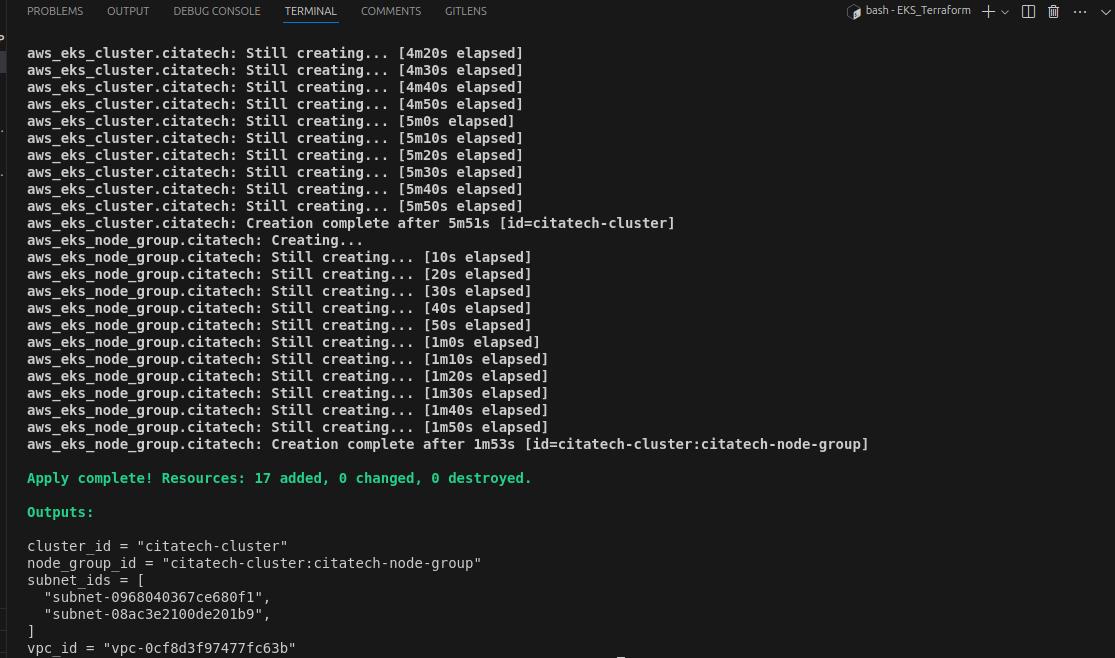 PROBLEMS OUTPUT DEBUG CONSOLE TERMINAL COMMENTS GITLENS bash - EKS_Terraform
aws_eks_cluster.citatech: Still creating... [4m20s elapsed]
aws_eks_cluster.citatech: Still creating... [4m30s elapsed]
aws_eks_cluster.citatech: Still creating... [4m40s elapsed]
aws_eks_cluster.citatech: Still creating... [4m50s elapsed]
aws_eks_cluster.citatech: Still creating... [5m0s elapsed]
aws_eks_cluster.citatech: Still creating... [5m10s elapsed]
aws_eks_cluster.citatech: Still creating... [5m20s elapsed]
aws_eks_cluster.citatech: Still creating... [5m30s elapsed]
aws_eks_cluster.citatech: Still creating... [5m40s elapsed]
aws_eks_cluster.citatech: Still creating... [5m50s elapsed]
aws_eks_cluster.citatech: Creation complete after 5m51s [id=citatech-cluster]
aws_eks_node_group.citatech: Creating...
aws_eks_node_group.citatech: Still creating... [10s elapsed]
aws_eks_node_group.citatech: Still creating... [20s elapsed]
aws_eks_node_group.citatech: Still creating... [30s elapsed]
aws_eks_node_group.citatech: Still creating... [40s elapsed]
aws_eks_node_group.citatech: Still creating... [50s elapsed]
aws_eks_node_group.citatech: Still creating... [1m0s elapsed]
aws_eks_node_group.citatech: Still creating... [1m10s elapsed]
aws_eks_node_group.citatech: Still creating... [1m20s elapsed]
aws_eks_node_group.citatech: Still creating... [1m30s elapsed]
aws_eks_node_group.citatech: Still creating... [1m40s elapsed]
aws_eks_node_group.citatech: Still creating... [1m50s elapsed]
aws_eks_node_group.citatech: Creation complete after 1m53s [id=citatech-cluster:citatech-node-group]
Apply complete! Resources: 17 added, 0 changed, 0 destroyed.
Outputs:
cluster_id = "citatech-cluster"
node_group_id = "citatech-cluster:citatech-node-group"
subnet_ids = [
  "subnet-0968040367ce680f1",
  "subnet-08ac3e2100de201b9",
]
vpc_id = "vpc-0cf8d3f97477fc63b"